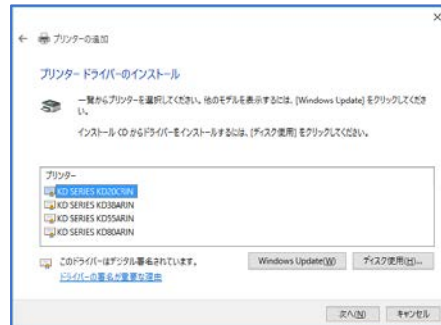 プリンターの追加
プリンター ドライバーのインストール
一覧からプリンターを選択してください。他のモデルを表示するには、[Windows Update] をクリックしてくださ
い。
インストール CD からドライバーをインストールするには、[ディスク使用] をクリックしてください。
プリンター
KD SERIES KD20CRIN
KD SERIES KD38ARIN
KD SERIES KD55ARIN
KD SERIES KD80ARIN
このドライバーはデジタル署名されています。
Windows Update(W)
ディスク使用(H)...
ドライバーの署名が重要な理由
次へ(N)
キャンセル